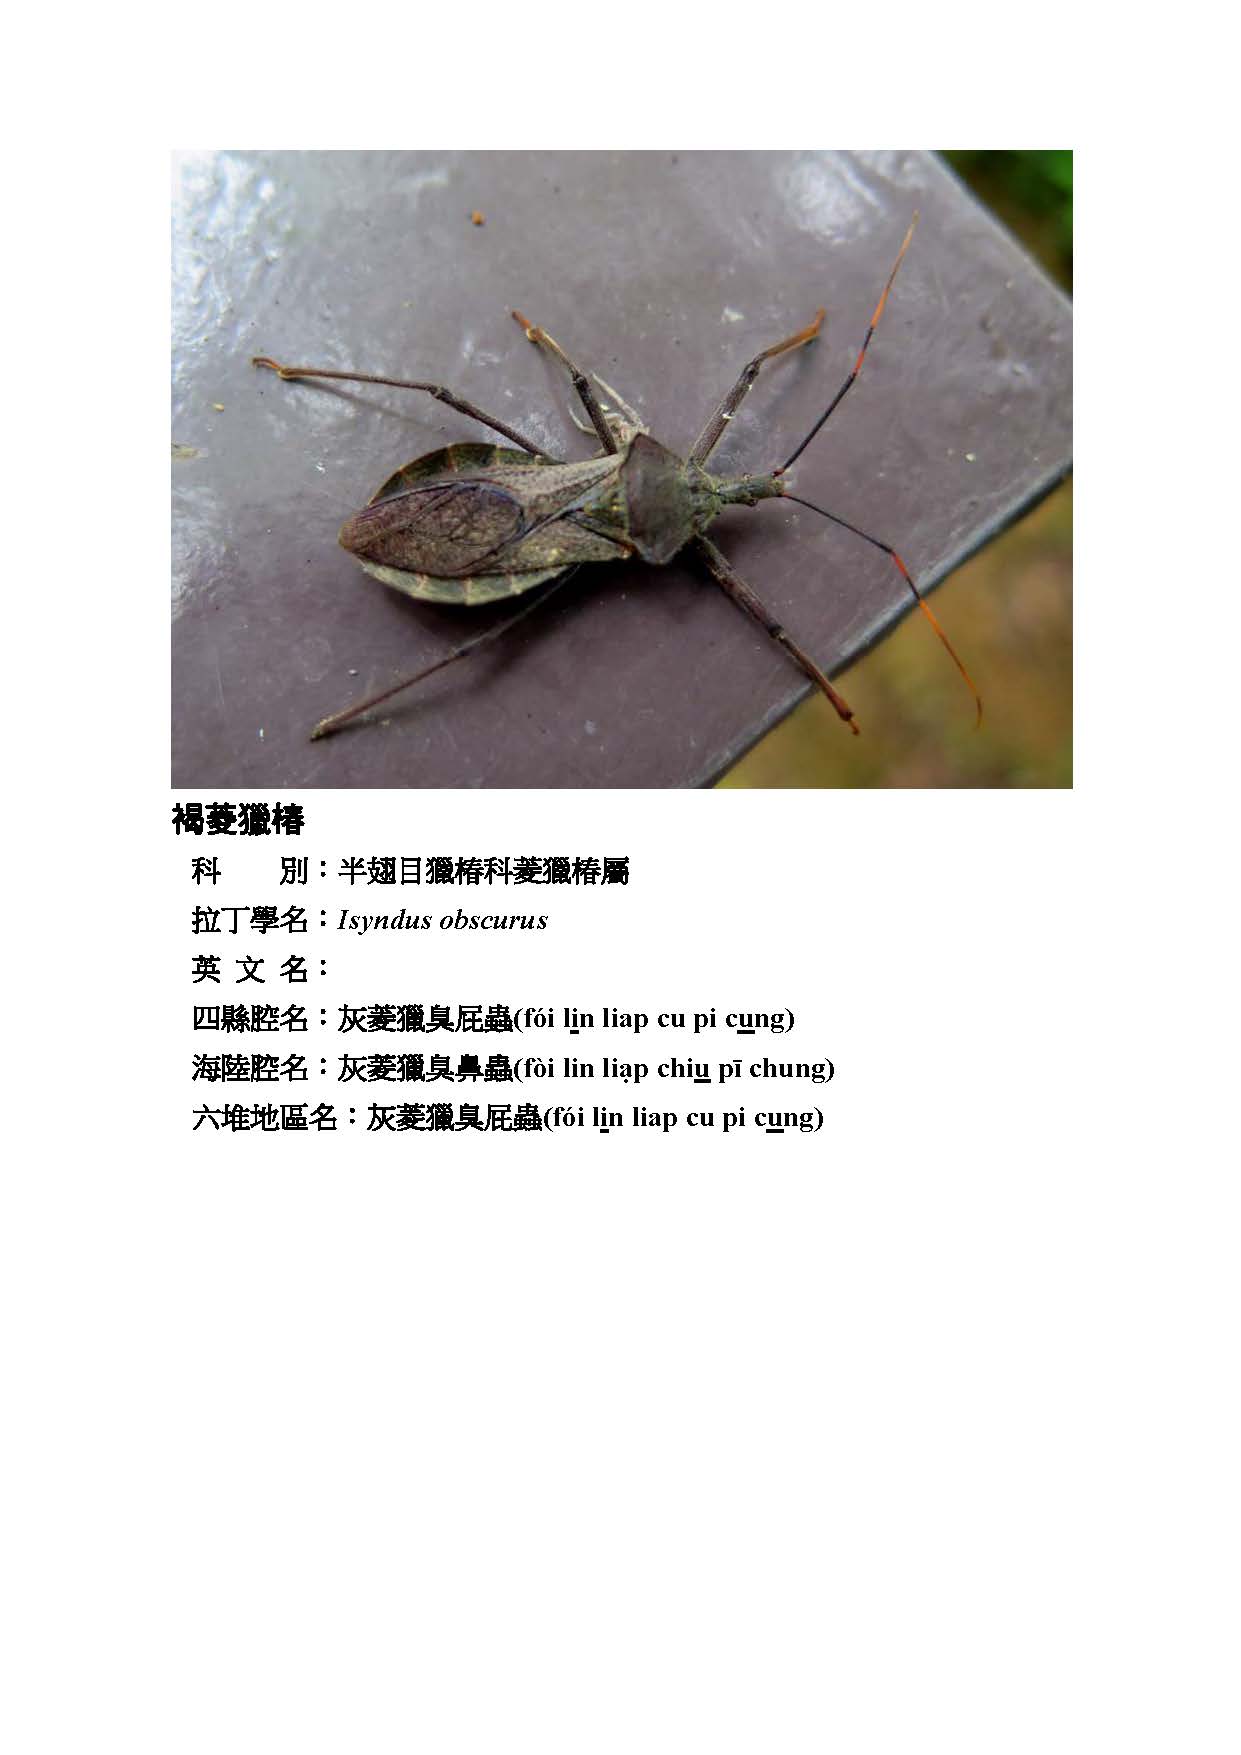 褐菱獵椿
科　　別：半翅目獵椿科菱獵椿屬
拉丁學名：Isyndus obscurus
英 文 名：
四縣腔名：灰菱獵臭屁蟲(fói li̲n liap cu pi cu̲ng)
海陸腔名：灰菱獵臭鼻蟲(fòi lin liạp chiu̲ pī chung)
六堆地區名：灰菱獵臭屁蟲(fói li̲n liap cu pi cu̲ng)